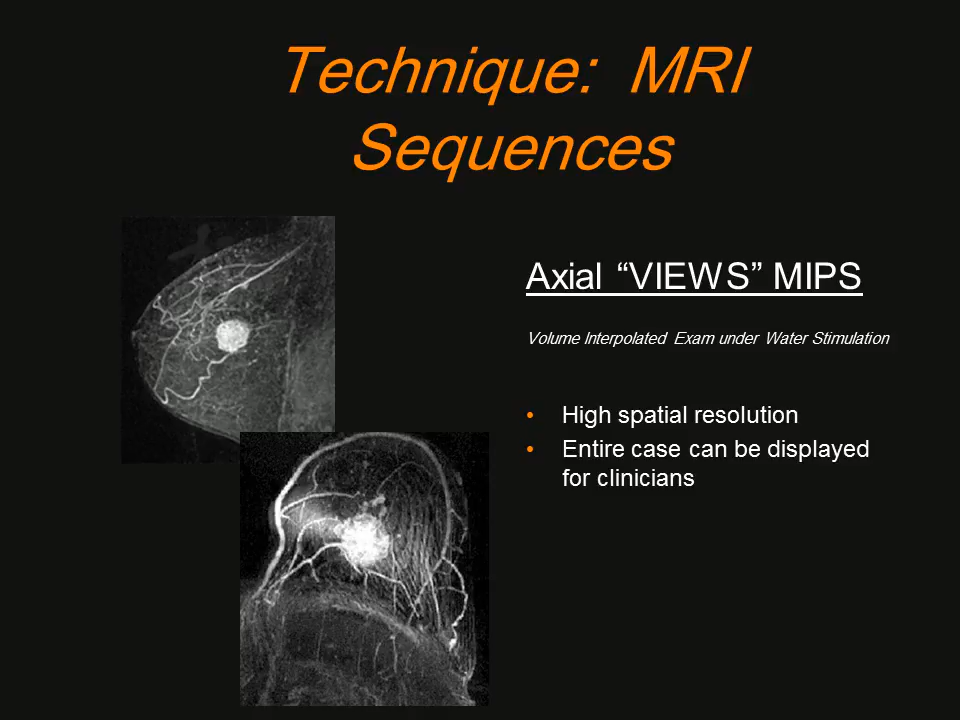 Technique: MRI
Sequences
Axial “VIEWS” MIPS
Volume Interpolated Exam under Water Stimulation
• High spatial resolution
• Entire case can be displayed
for clinicians